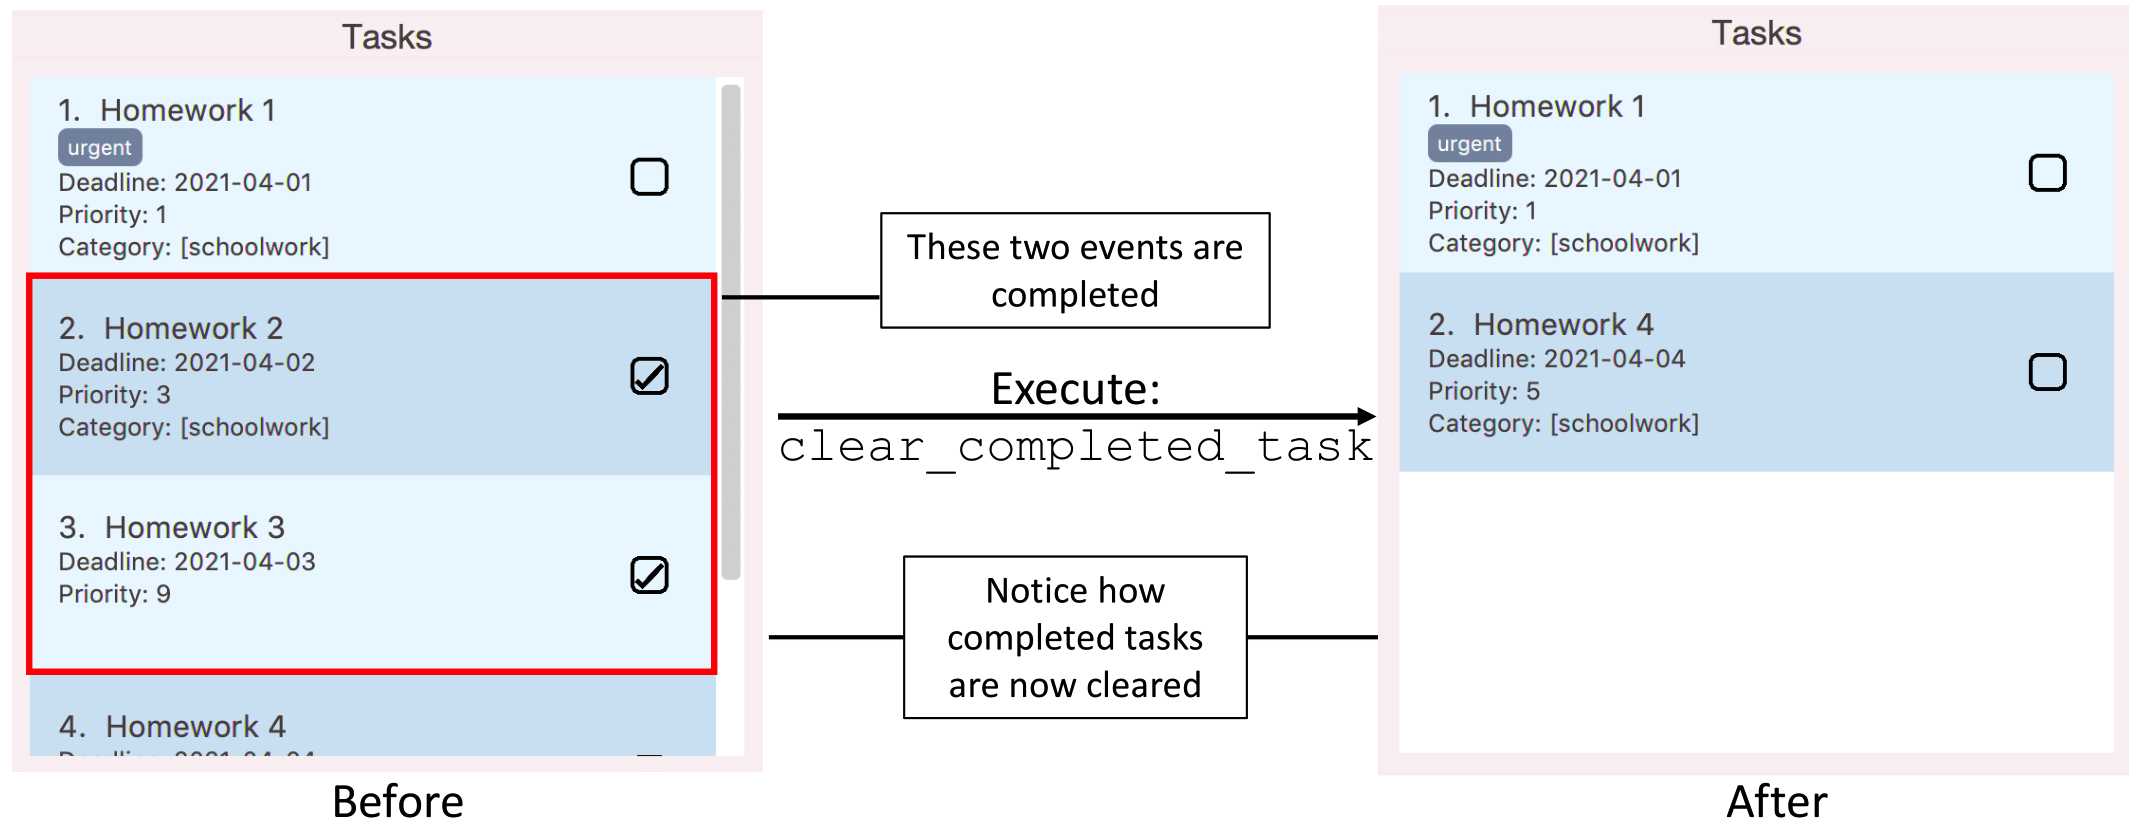 Tasks
1. Homework 1
urgent
Deadline: 2021-04-01
Priority: 1
Category: [schoolwork]
2. Homework 2
Deadline: 2021-04-02
Priority: 3
Category: [schoolwork]
3. Homework 3
Deadline: 2021-04-03
Priority: 9
4. Homework 4
Before
These two events are
completed
Execute:
clear_completed_task
Notice how
completed tasks
are now cleared
Tasks
1. Homework 1
urgent
Deadline: 2021-04-01
Priority: 1
Category: [schoolwork]
2. Homework 4
Deadline: 2021-04-04
Priority: 5
Category: [schoolwork]
After